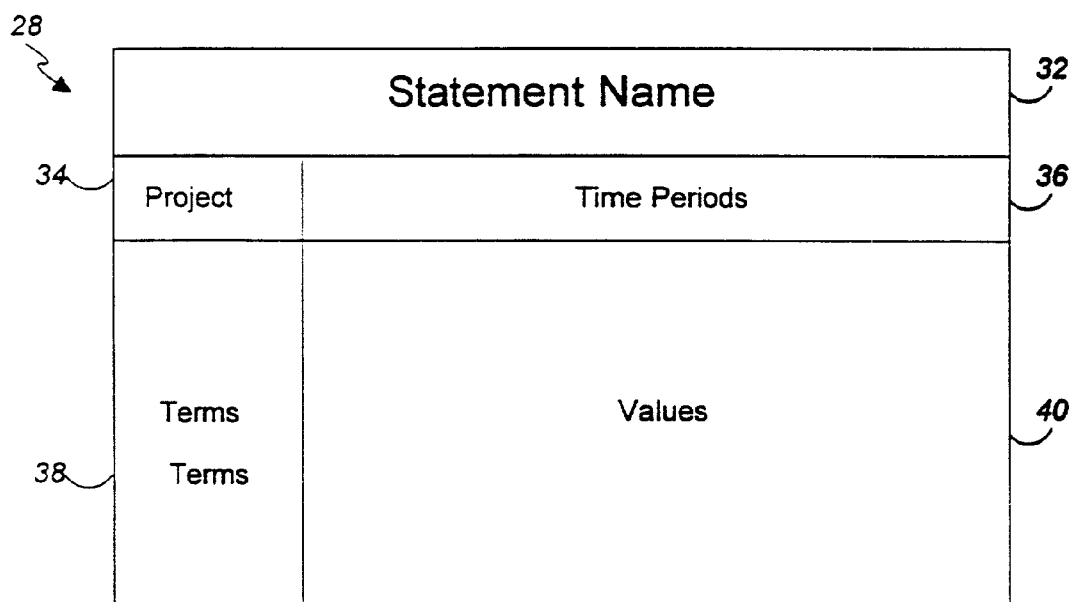 28
Statement Name
32
34
Project
Time Periods
36
Terms
Values
40
38
Terms